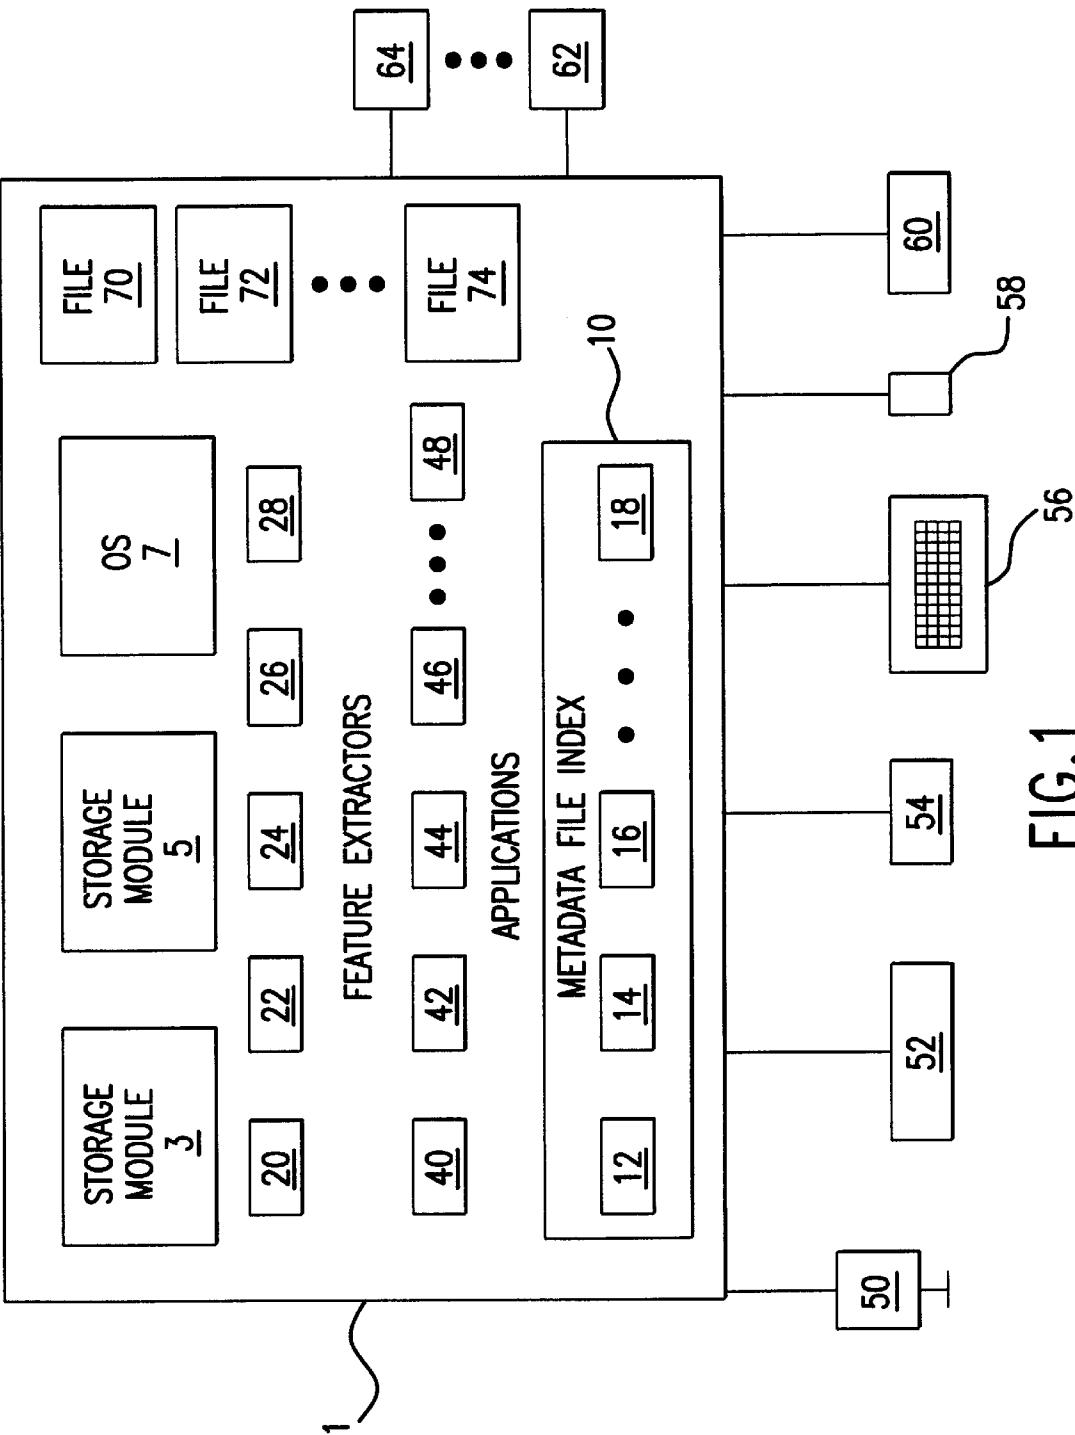 1
STORAGE
MODULE
3
STORAGE
MODULE
5
OS
7
FILE
70
FILE
72
FILE
74
20
22
24
26
28
FEATURE EXTRACTORS
40
42
44
46
48
APPLICATIONS
METADATA FILE INDEX
10
12
14
16
18
64
62
50
52
54
56
58
60
FIG.1